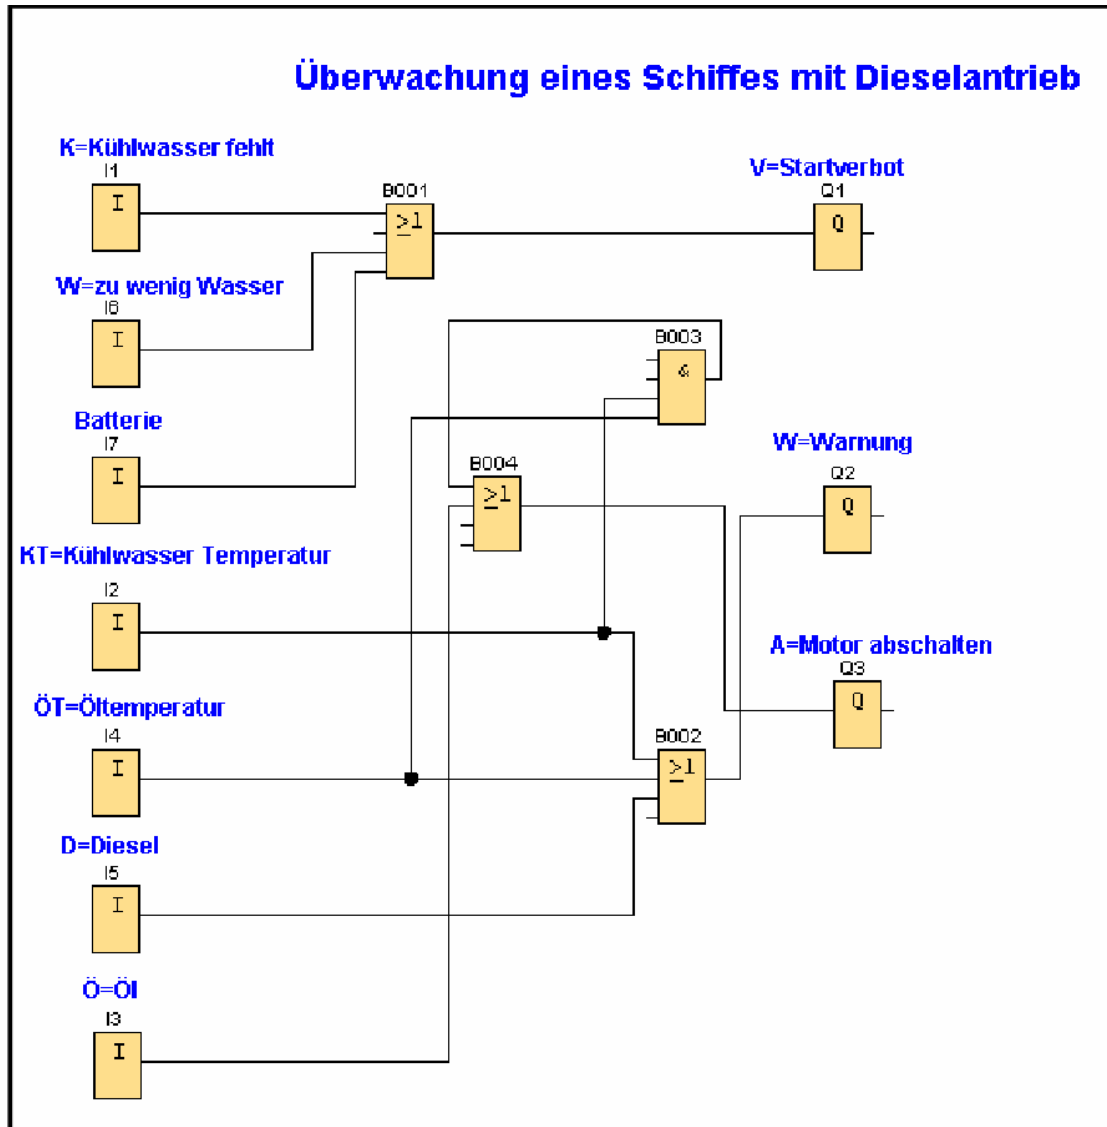 Überwachung eines Schiffes mit Dieselantrieb
K=Kühlwasser fehlt
I1
I
B001
≥1
V=Startverbot
Q1
Q
W=zu wenig Wasser
I6
I
B003
&
Batterie
I7
I
B004
≥1
W=Warnung
Q2
Q
KT=Kühlwasser Temperatur
I2
I
A=Motor abschalten
Q3
Q
ÖT=Öltemperatur
I4
I
B002
≥1
D=Diesel
I5
I
Ö=Öl
I3
I